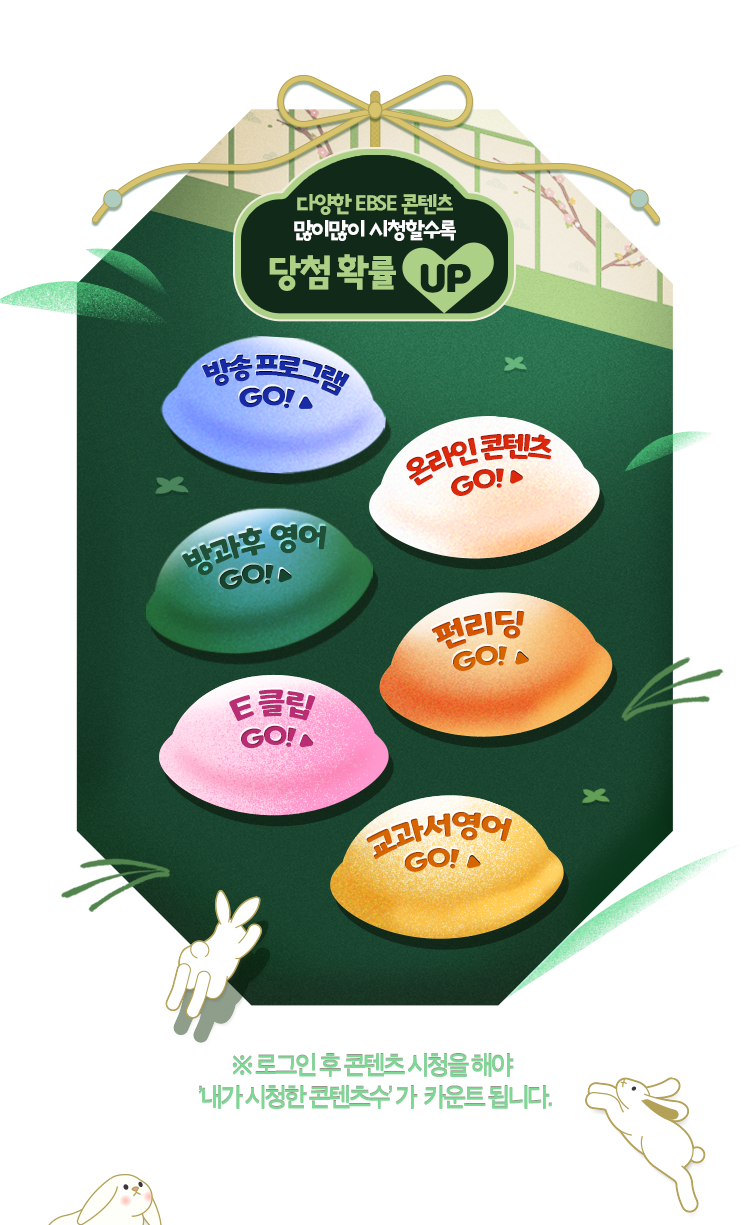 다양한 EBSE 콘텐츠
많이많이 시청할수록
당첨 확률 UP
방송 프로그램
GO!
온라인 콘텐츠
GO!
방과후 영어
GO!
펀리딩
GO!
E 클립
GO!
교과서영어
GO!
※ 로그인 후 콘텐츠 시청을 해야
'내가 시청한 콘텐츠수' 가 카운트 됩니다.